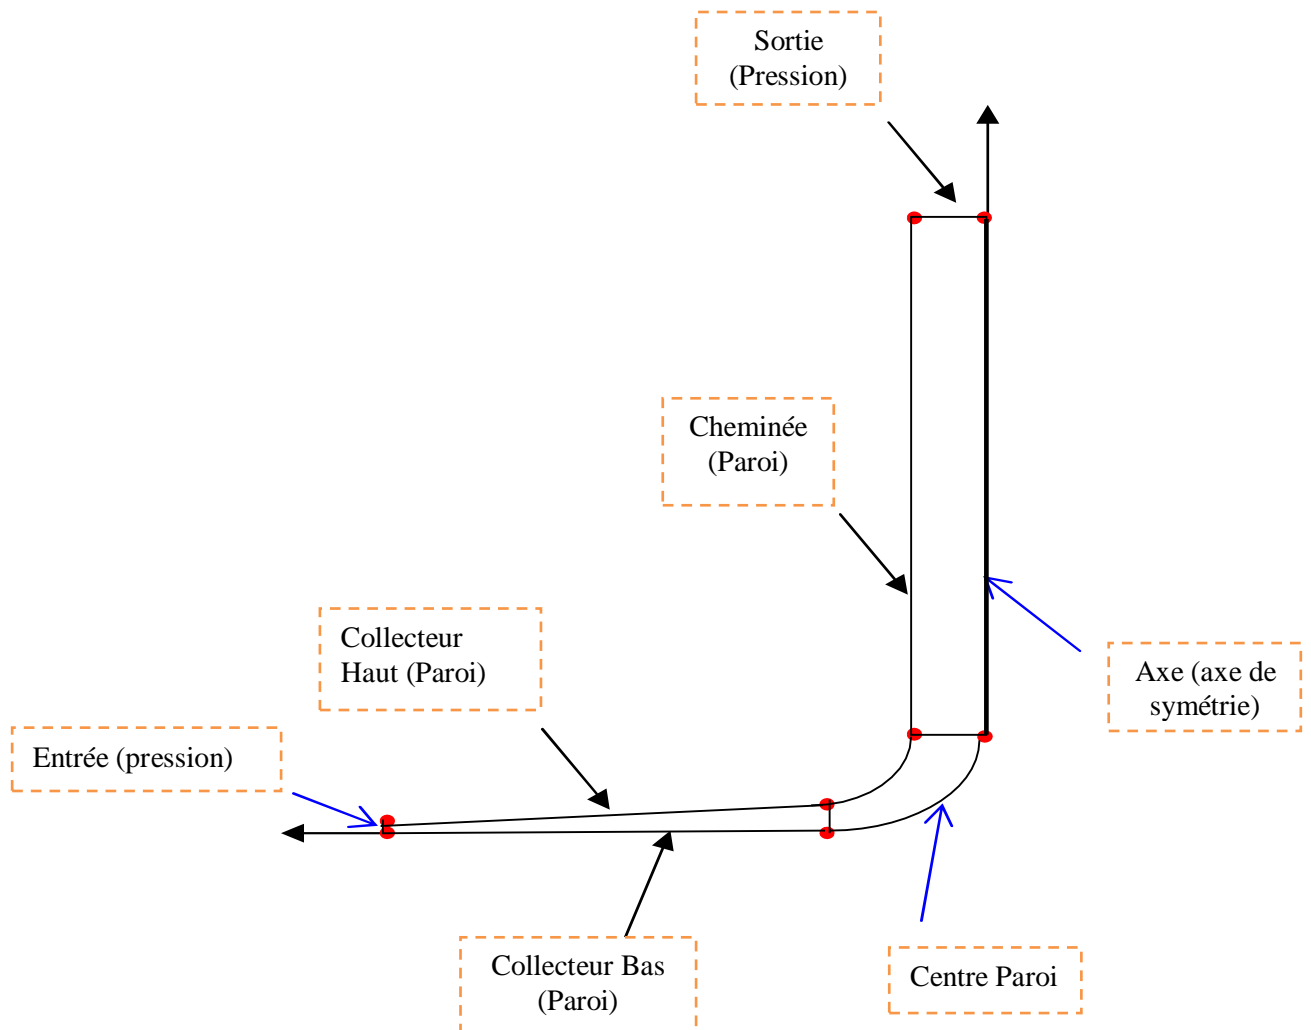 Sortie
(Pression)
Cheminée
(Paroi)
Collecteur
Haut (Paroi)
Axe (axe de
symétrie)
Entrée (pression)
Collecteur Bas
(Paroi)
Centre Paroi